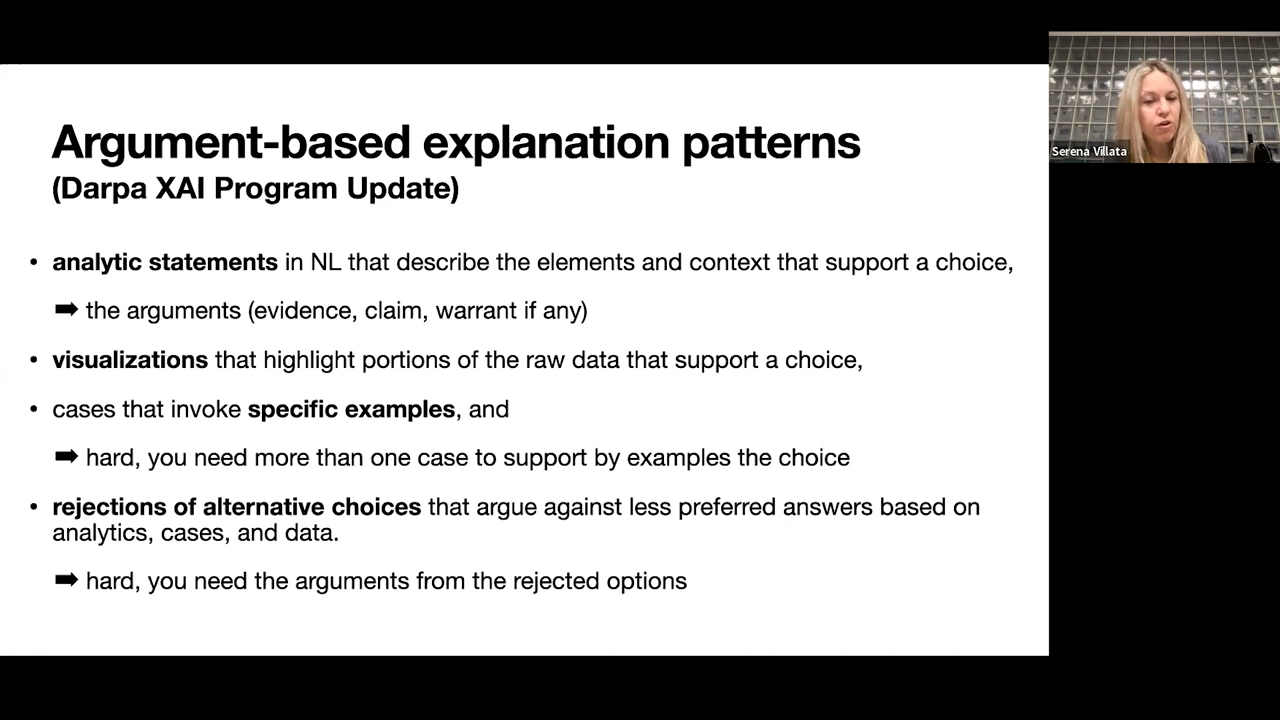 Argument-based explanation patterns
(Darpa XAI Program Update)
• analytic statements in NL that describe the elements and context that support a choice,
➡ the arguments (evidence, claim, warrant if any)
• visualizations that highlight portions of the raw data that support a choice,
• cases that invoke specific examples, and
➡ hard, you need more than one case to support by examples the choice
• rejections of alternative choices that argue against less preferred answers based on
analytics, cases, and data.
➡ hard, you need the arguments from the rejected options
Serena Villata